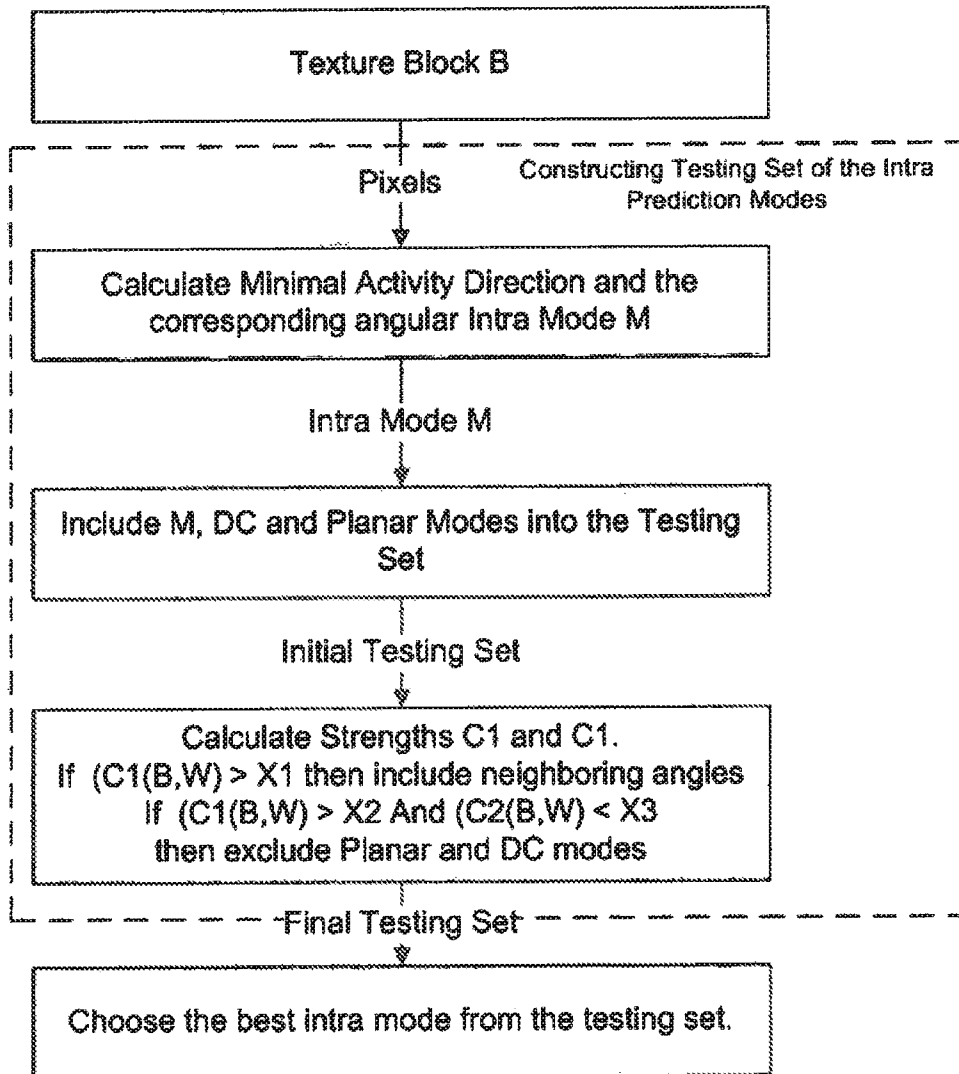 Texture Block B
Pixels
Constructing Testing Set of the Intra
Prediction Modes
Calculate Minimal Activity Direction and the
corresponding angular Intra Mode M
Intra Mode M
Include M, DC and Planar Modes into the Testing
Set
Initial Testing Set
Calculate Strengths C1 and C1.
If (C1(B,W) > X1 then include neighboring angles
If (C1(B,W) > X2 And (C2(B,W) < X3
then exclude Planar and DC modes
Final Testing Set
Choose the best intra mode from the testing set.